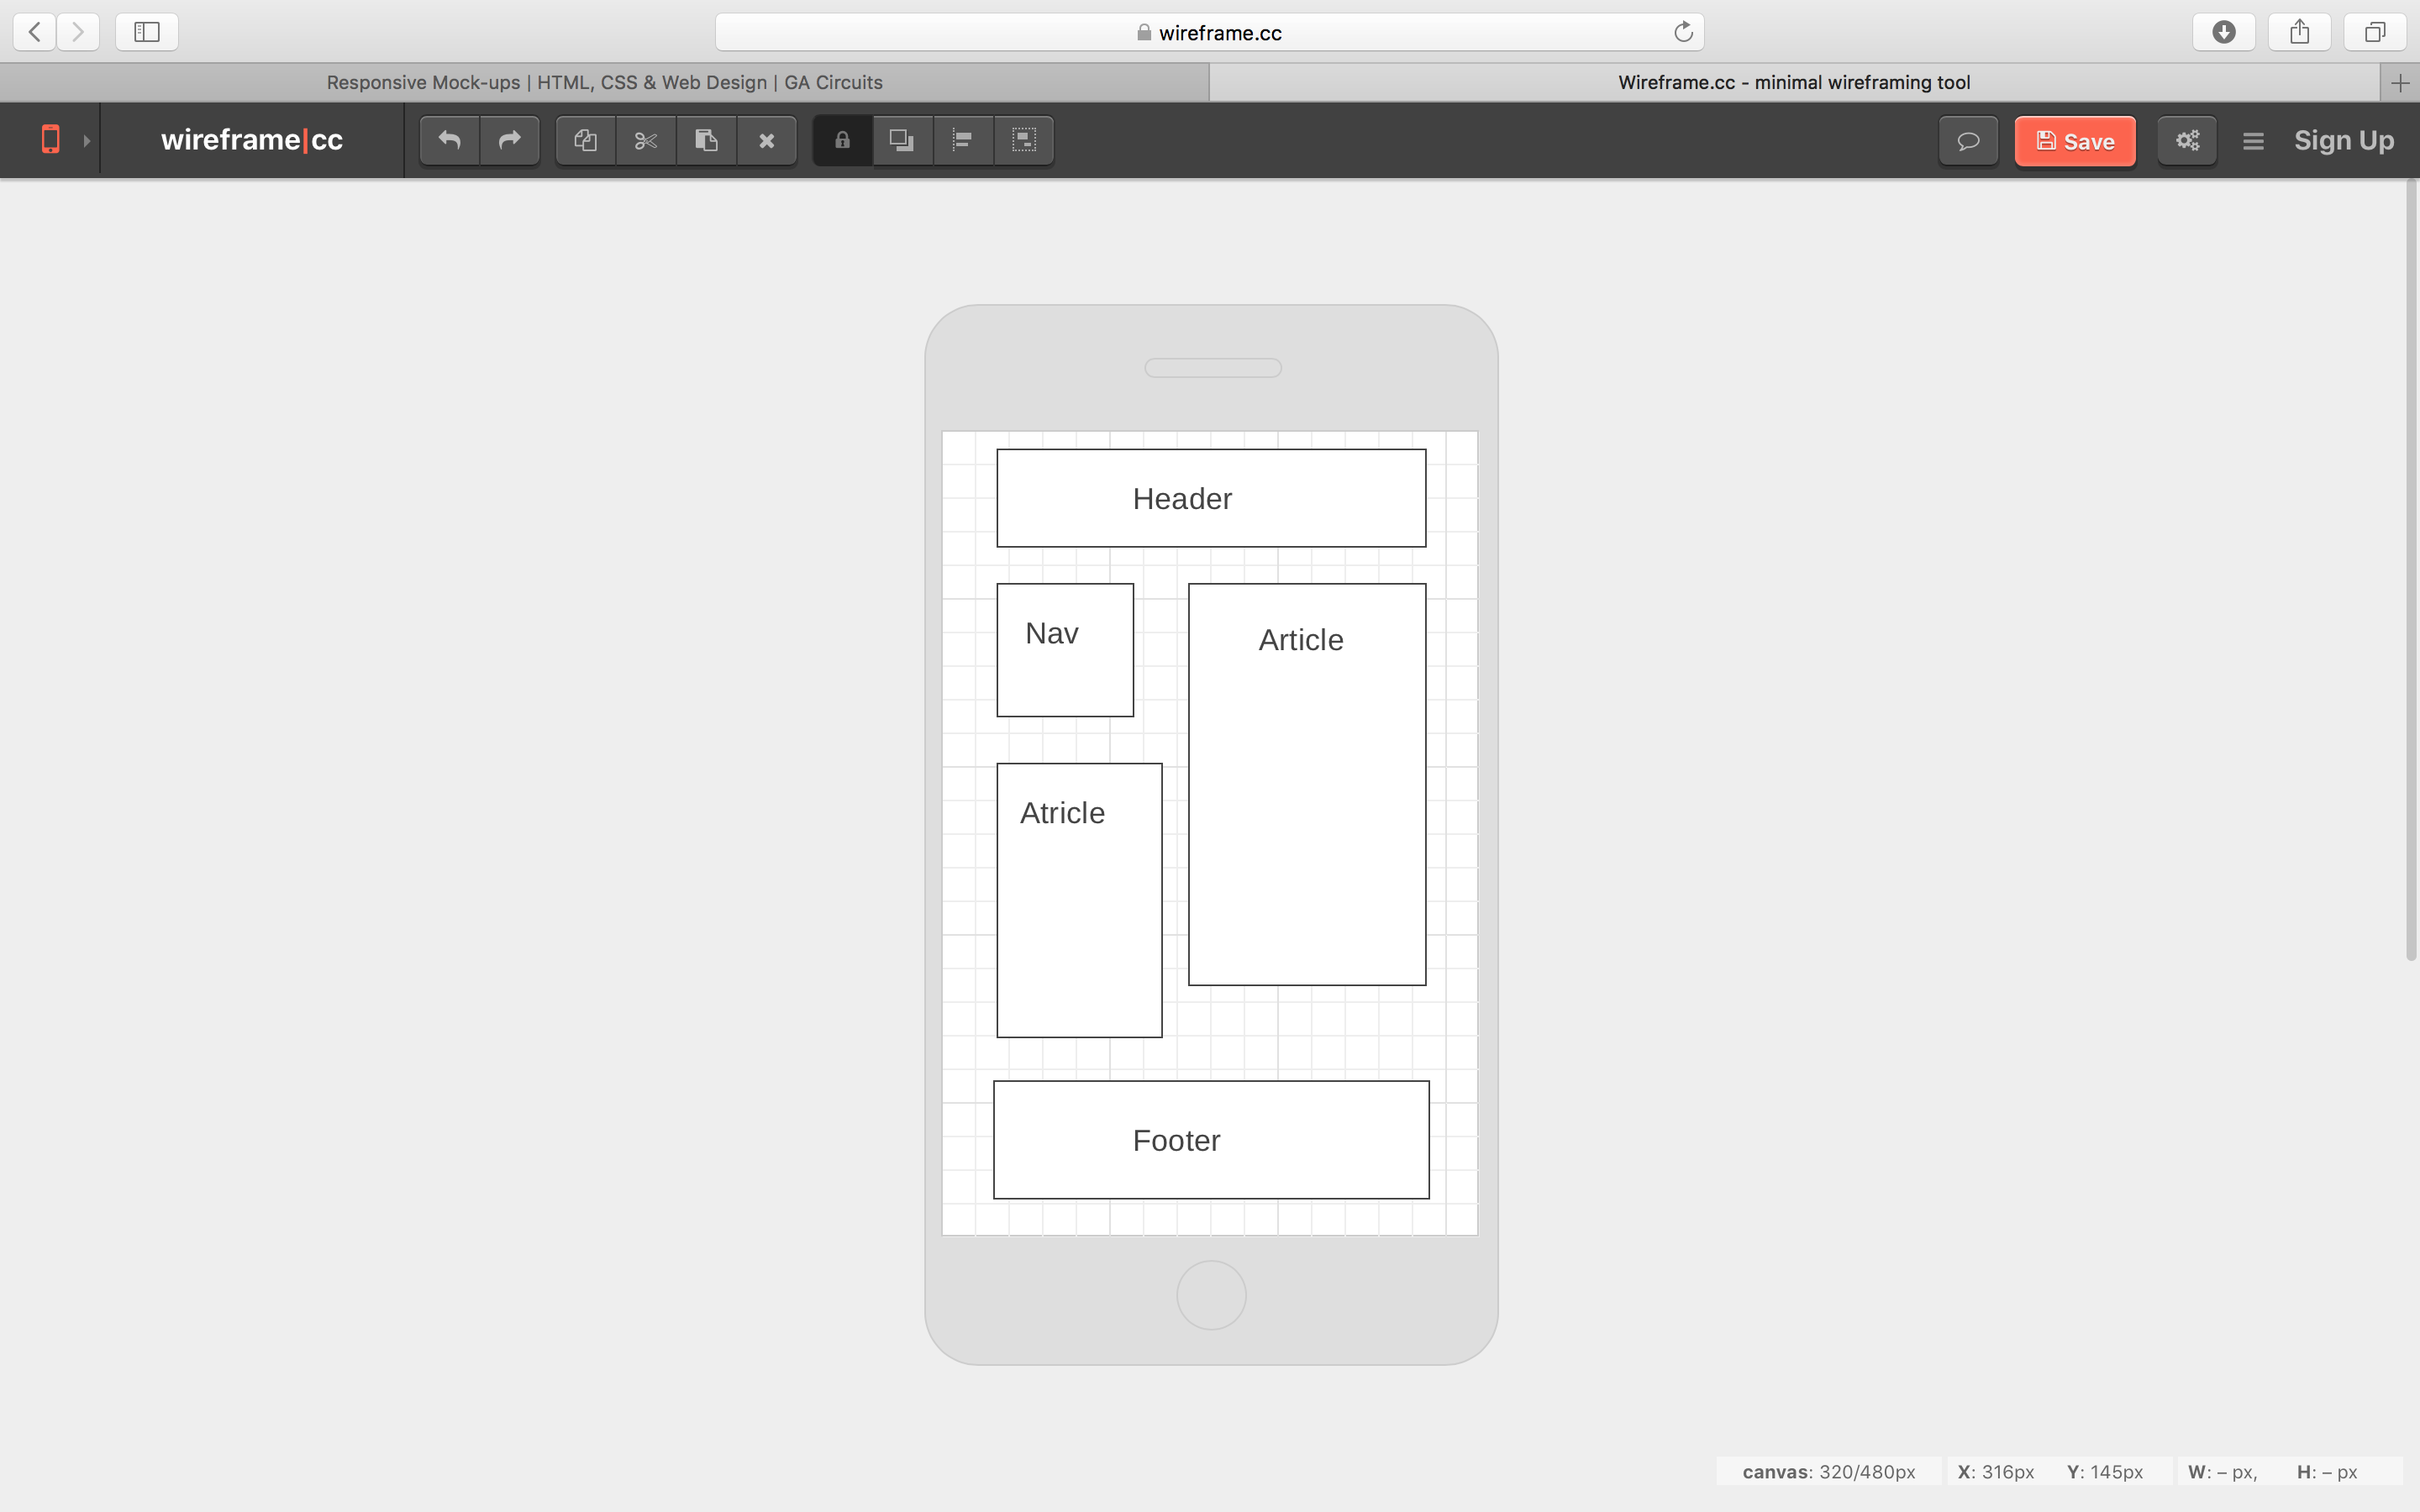 wireframe.cc
Responsive Mock-ups | HTML, CSS & Web Design | GA Circuits
Wireframe.cc - minimal wireframing tool
wireframe|cc
Save
Sign Up
Header
Nav
Article
Atricle
Footer
canvas: 320/480px X: 316px Y: 145px W: – px, H: – px